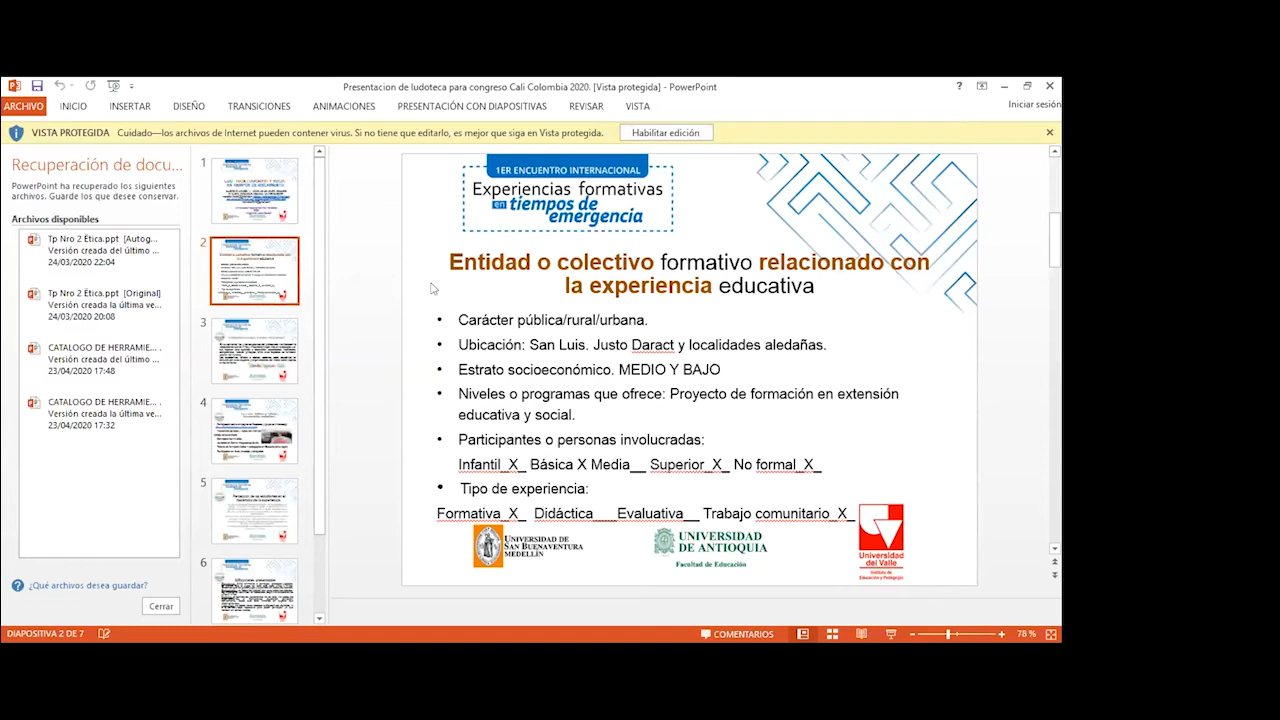 Presentacion de ludoteca para congreso Cali Colombia 2020. [Vista protegida] - PowerPoint
ARCHIVO INICIO INSERTAR DISEÑO TRANSICIONES ANIMACIONES PRESENTACIÓN CON DIAPOSITIVAS REVISAR VISTA
Iniciar sesión
VISTA PROTEGIDA Cuidado—los archivos de Internet pueden contener virus. Si no tiene que editarlo, es mejor que siga en Vista protegida. Habilitar edición
Recuperación de docu...
PowerPoint ha recuperado los siguientes
archivos. Guarde los que desee conservar.
Archivos disponibles
Tp Nro 2 Ética.ppt [Autog...
Versión creada del último ...
24/03/2020 22:04
Tp Nro 2 Ética.ppt [Original]
Versión creada la última ve...
24/03/2020 20:08
CATALOGO DE HERRAMIE...
Versión creada del último ...
23/04/2020 17:48
CATALOGO DE HERRAMIE...
Versión creada la última ve...
23/04/2020 17:32
¿Qué archivos desea guardar?
Cerrar
1
2
3
4
5
6
1ER ENCUENTRO INTERNACIONAL
Experiencias formativas
en tiempos de
emergencia
Entidad o colectivo formativo relacionado con
la experiencia educativa
• Carácter pública/rural/urbana.
• Ubicación: San Luis. Justo Daract y localidades aledañas.
• Estrato socioeconómico. MEDIO Y BAJO
• Niveles o programas que ofrece:Proyecto de formación en extensión
educativa y social.
• Participantes o personas involucradas:
Infantil_X_ Básica X Media__ Superior_X_ No formal_X_
• Tipo de experiencia:
Formativa_X_ Didáctica___Evaluativa__ Trabajo comunitario_X_
UNIVERSIDAD DE
SAN BUENAVENTURA
MEDELLÍN
UNIVERSIDAD
DE ANTIOQUIA
Facultad de Educación
Universidad
del Valle
Instituto de
Educación y Pedagogía
DIAPOSITIVA 2 DE 7
COMENTARIOS
78 %